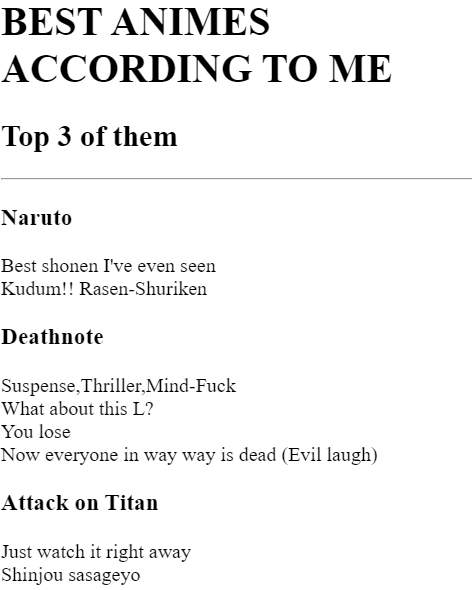 BEST ANIMES
ACCORDING TO ME
Top 3 of them
Naruto
Best shonen I've even seen
Kudum!! Rasen-Shuriken
Deathnote
Suspense,Thriller,Mind-Fuck
What about this L?
You lose
Now everyone in way way is dead (Evil laugh)
Attack on Titan
Just watch it right away
Shinjou sasageyo